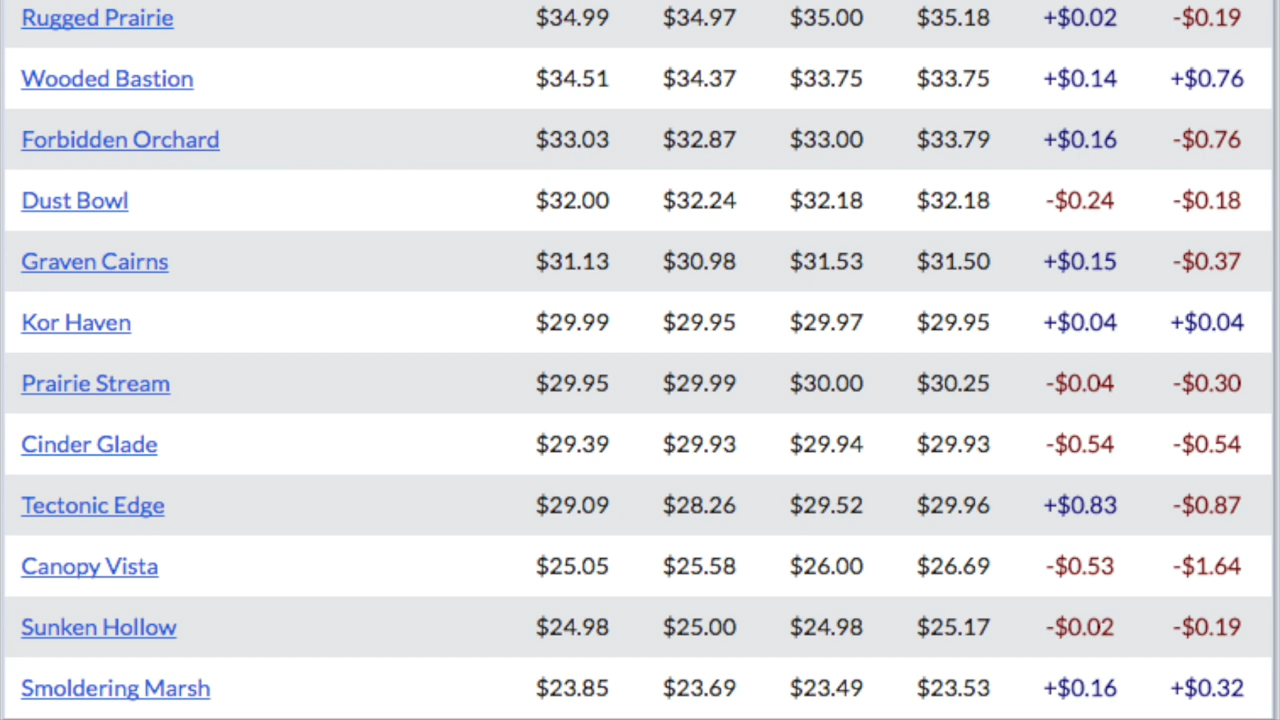 Rugged Prairie $34.99 $34.97 $35.00 $35.18 +$0.02 -$0.19
Wooded Bastion $34.51 $34.37 $33.75 $33.75 +$0.14 +$0.76
Forbidden Orchard $33.03 $32.87 $33.00 $33.79 +$0.16 -$0.76
Dust Bowl $32.00 $32.24 $32.18 $32.18 -$0.24 -$0.18
Graven Cairns $31.13 $30.98 $31.53 $31.50 +$0.15 -$0.37
Kor Haven $29.99 $29.95 $29.97 $29.95 +$0.04 +$0.04
Prairie Stream $29.95 $29.99 $30.00 $30.25 -$0.04 -$0.30
Cinder Glade $29.39 $29.93 $29.94 $29.93 -$0.54 -$0.54
Tectonic Edge $29.09 $28.26 $29.52 $29.96 +$0.83 -$0.87
Canopy Vista $25.05 $25.58 $26.00 $26.69 -$0.53 -$1.64
Sunken Hollow $24.98 $25.00 $24.98 $25.17 -$0.02 -$0.19
Smoldering Marsh $23.85 $23.69 $23.49 $23.53 +$0.16 +$0.32